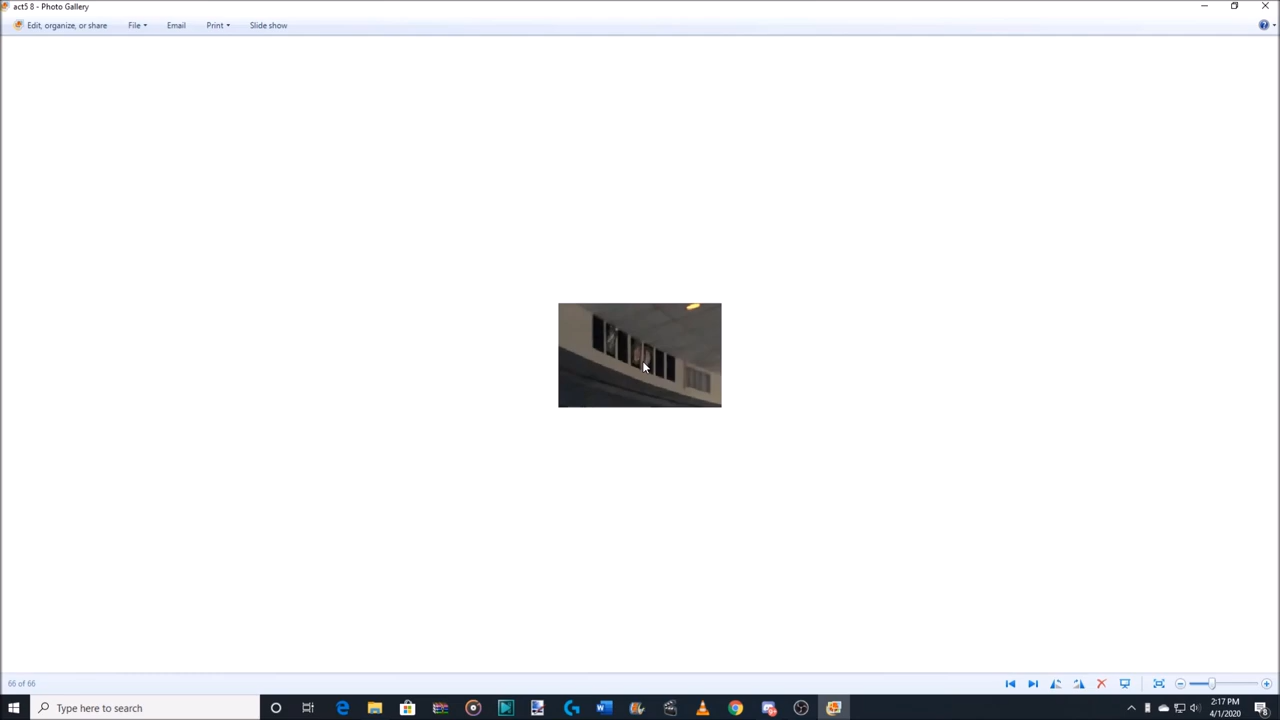 act5 8 - Photo Gallery
Edit, organize, or share File Email Print Slide show
66 of 66
Type here to search
2:17 PM
4/1/2020
8